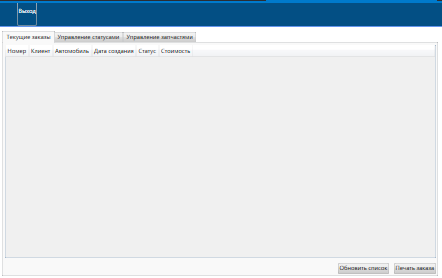 Выход
Текущие заказы Управление статусами Управление запчастями
Номер Клиент Автомобиль Дата создания Статус Стоимость
Обновить список Печать заказа